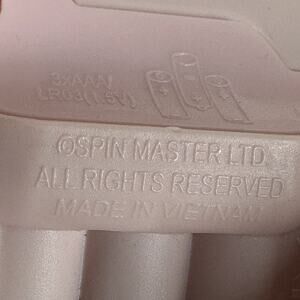 3xAAA/
LR03(1.5V)
©SPIN MASTER LTD.
ALL RIGHTS RESERVED
MADE IN VIETNAM